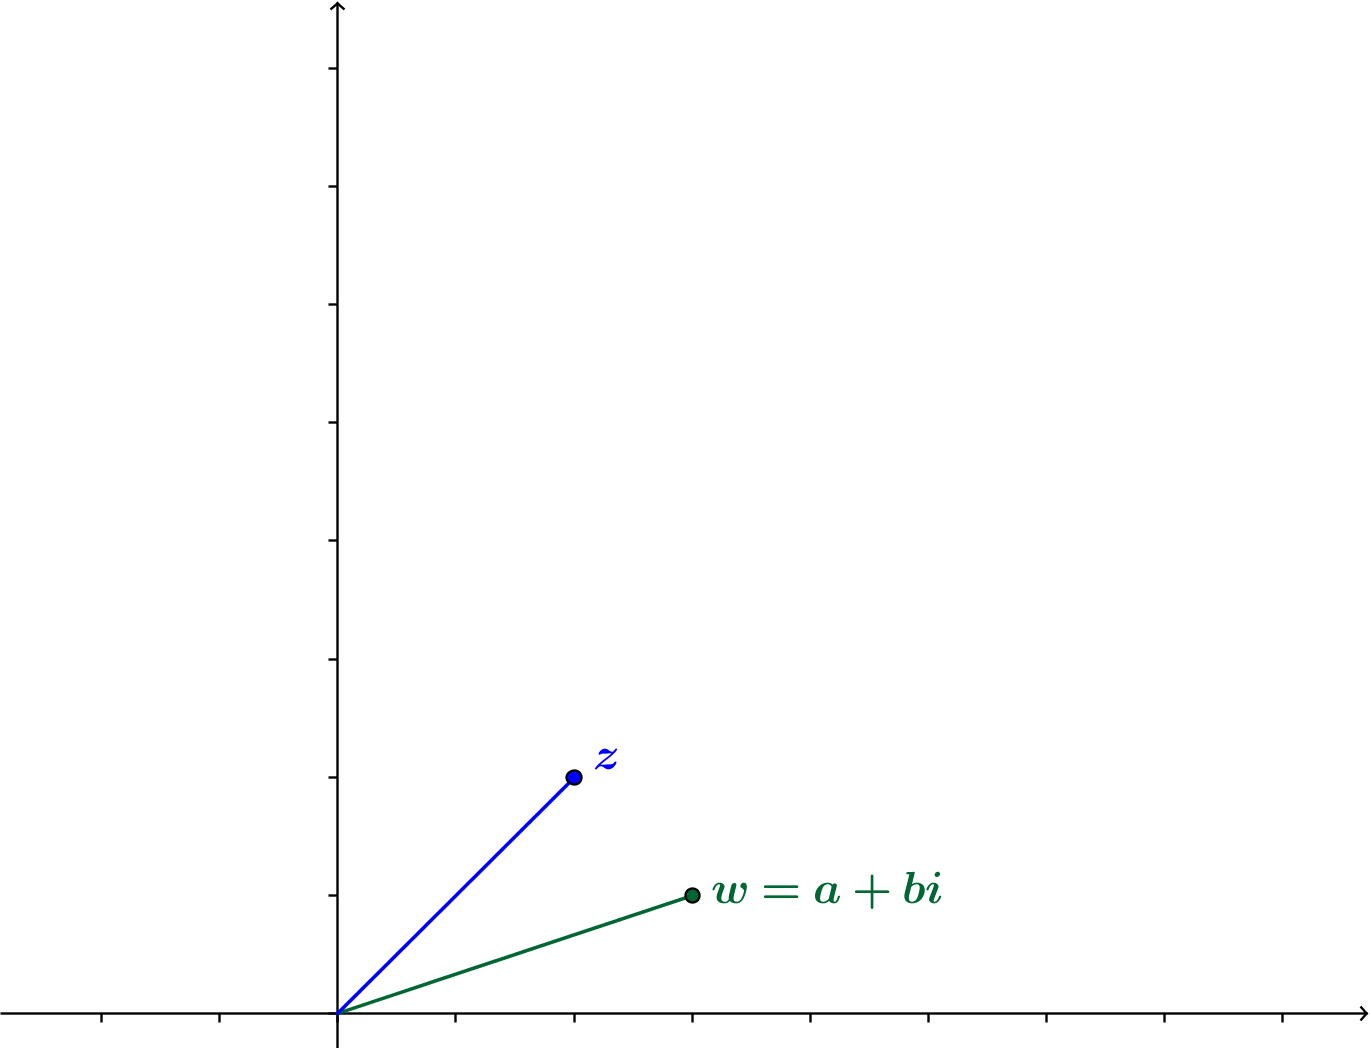 z
w = a + bi